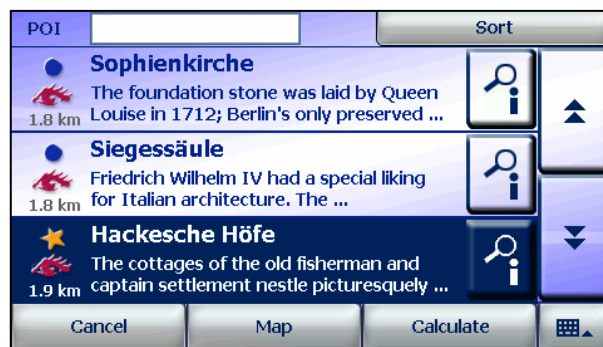 POI
Sort
Sophienkirche
The foundation stone was laid by Queen
1.8 km Louise in 1712; Berlin's only preserved ...
Siegessäule
Friedrich Wilhelm IV had a special liking
1.8 km for Italian architecture. The ...
Hackesche Höfe
The cottages of the old fisherman and
1.9 km captain settlement nestle picturesquely ...
Cancel
Map
Calculate